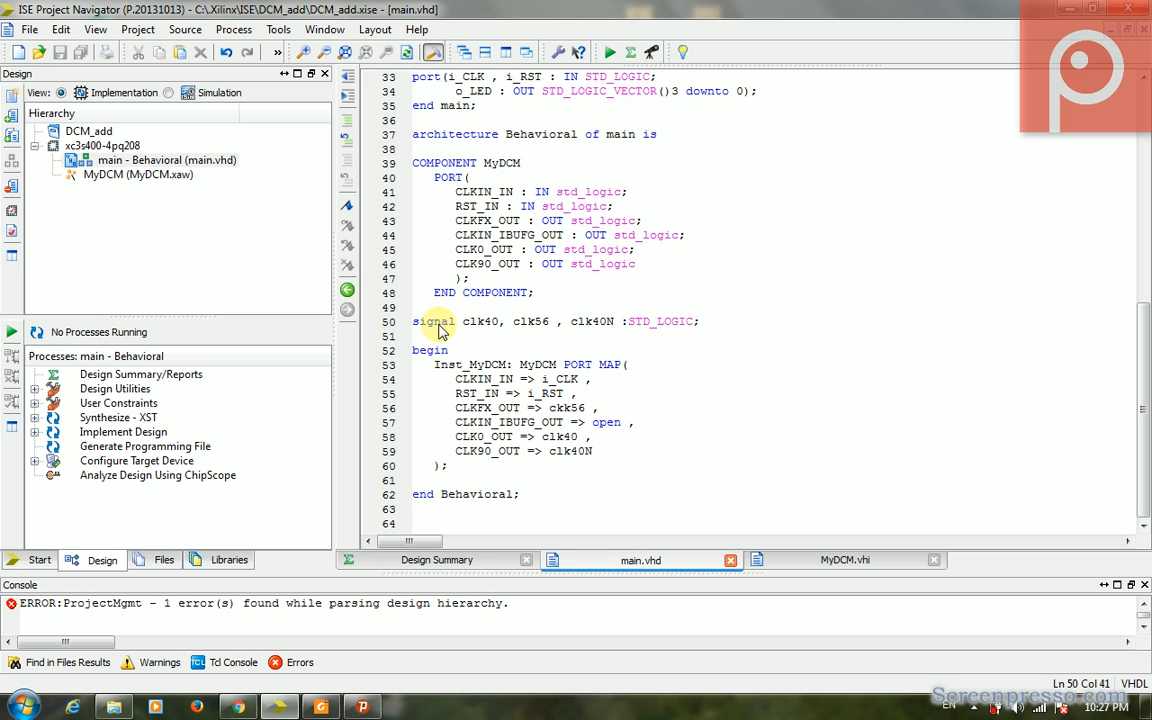 ISE Project Navigator (P.20131013) - C:\Xilinx\ISE\DCM_add\DCM_add.xise - [main.vhd]
File Edit View Project Source Process Tools Window Layout Help
»
Design
View: Implementation Simulation
Hierarchy
DCM_add
xc3s400-4pq208
main - Behavioral (main.vhd)
MyDCM (MyDCM.xaw)
No Processes Running
Processes: main - Behavioral
Design Summary/Reports
Design Utilities
User Constraints
Synthesize - XST
Implement Design
Generate Programming File
Configure Target Device
Analyze Design Using ChipScope
Start Design Files Libraries
33 port(i_CLK , i_RST : IN STD_LOGIC;
34 o_LED : OUT STD_LOGIC_VECTOR()3 downto 0);
35 end main;
36
37 architecture Behavioral of main is
38
39 COMPONENT MyDCM
40 PORT(
41 CLKIN_IN : IN std_logic;
42 RST_IN : IN std_logic;
43 CLKFX_OUT : OUT std_logic;
44 CLKIN_IBUFG_OUT : OUT std_logic;
45 CLK0_OUT : OUT std_logic;
46 CLK90_OUT : OUT std_logic
47 );
48 END COMPONENT;
49
50 signal clk40, clk56 , clk40N :STD_LOGIC;
51
52 begin
53 Inst_MyDCM: MyDCM PORT MAP(
54 CLKIN_IN => i_CLK ,
55 RST_IN => i_RST ,
56 CLKFX_OUT => ckk56 ,
57 CLKIN_IBUFG_OUT => open ,
58 CLK0_OUT => clk40 ,
59 CLK90_OUT => clk40N
60 );
61
62 end Behavioral;
63
64
Design Summary main.vhd MyDCM.vhi
Console
ERROR:ProjectMgmt - 1 error(s) found while parsing design hierarchy.
Find in Files Results Warnings Tcl Console Errors
Ln 50 Col 41 VHDL
Screenpresso.com
EN 10:27 PM